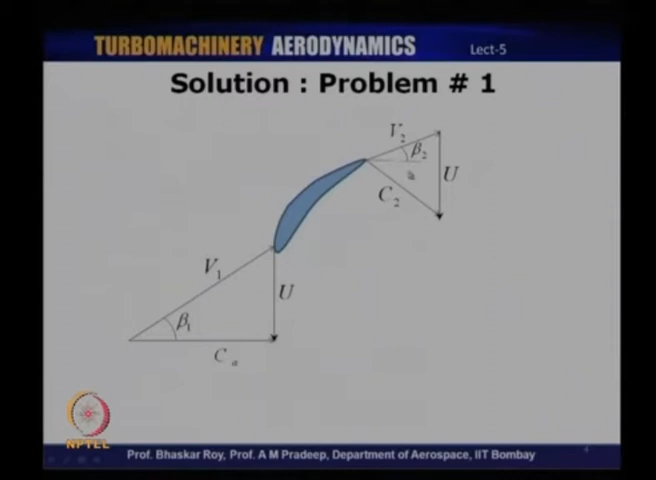 TURBOMACHINERY AERODYNAMICS Lect-5
Solution : Problem # 1
V2
β2
U
C2
V1
U
β1
Ca
NPTEL
Prof. Bhaskar Roy, Prof. A M Pradeep, Department of Aerospace, IIT Bombay
4